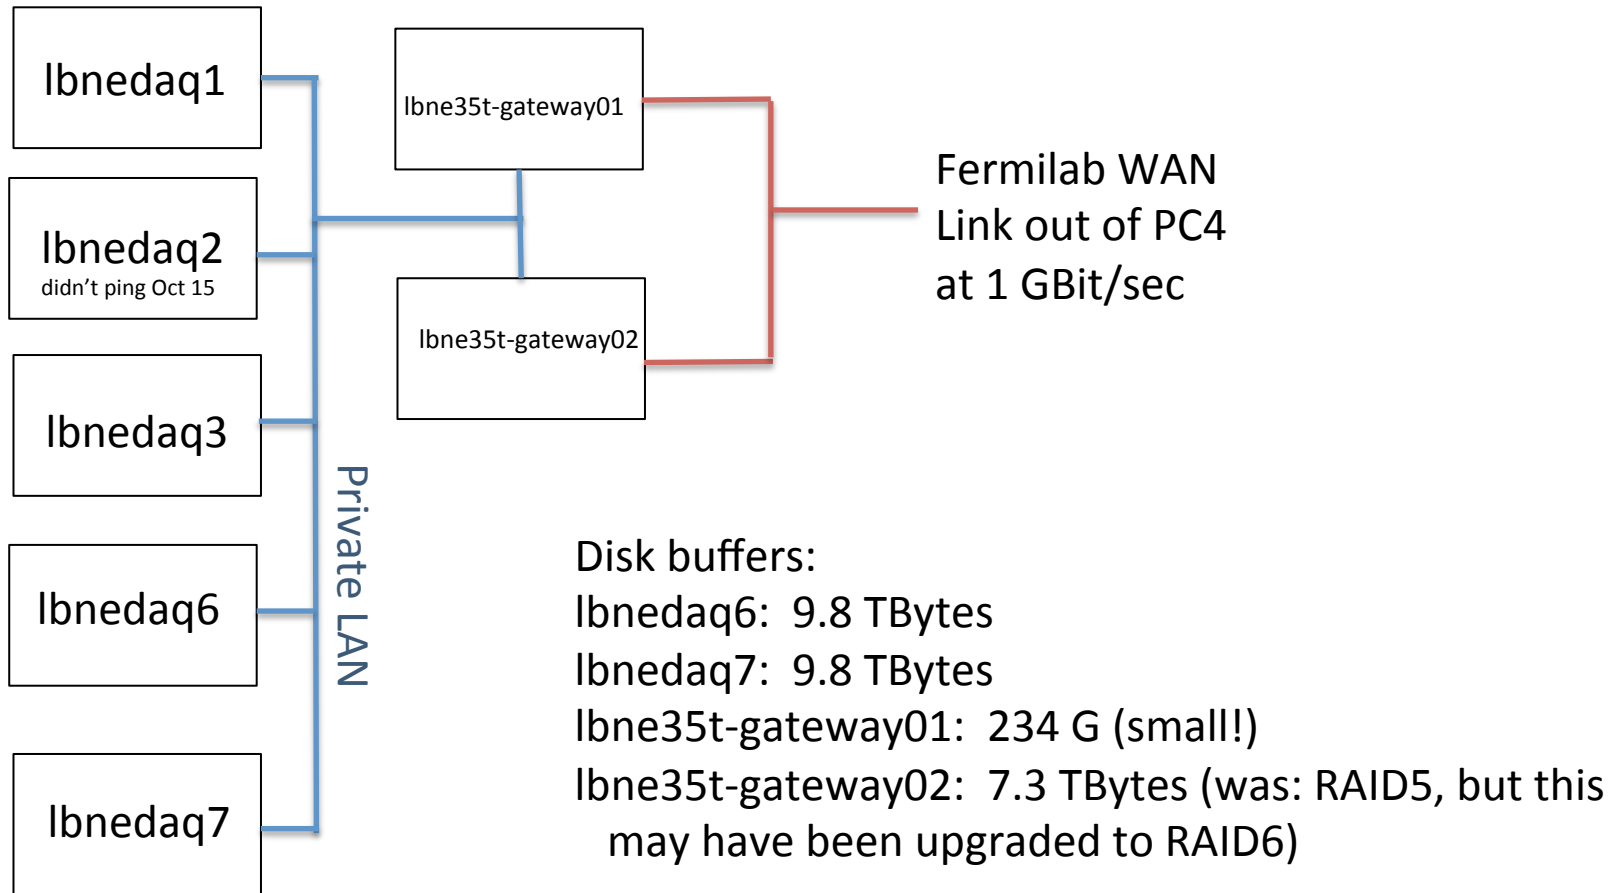 lbnedaq1
lbnedaq2
didn’t ping Oct 15
lbnedaq3
lbnedaq6
lbnedaq7
Private LAN
lbne35t-gateway01
lbne35t-gateway02
Fermilab WAN
Link out of PC4
at 1 GBit/sec
Disk buffers:
lbnedaq6:  9.8 TBytes
lbnedaq7:  9.8 TBytes
lbne35t-gateway01:  234 G (small!)
lbne35t-gateway02:  7.3 TBytes (was: RAID5, but this
may have been upgraded to RAID6)